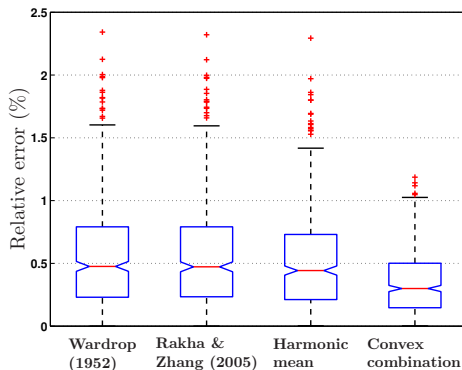 2.5
2
1.5
1
0.5
0
Relative error (%)
Wardrop (1952)
Rakha & Zhang (2005)
Harmonic mean
Convex combination